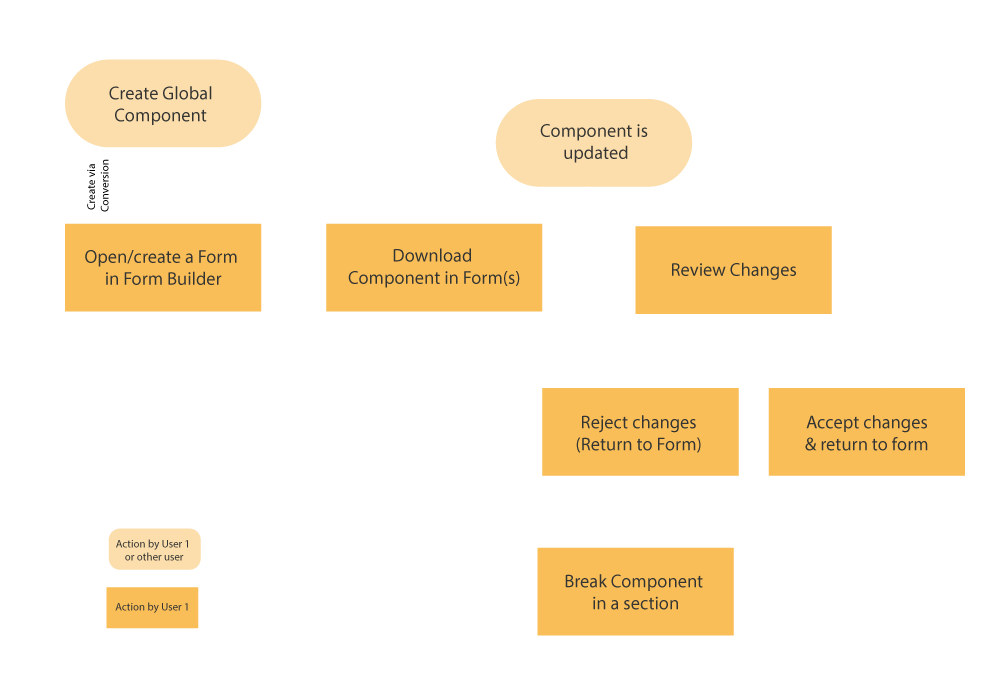 Create Global
Component
Component is
updated
Create via
Conversion
Open/create a Form
in Form Builder
Download
Component in Form(s)
Review Changes
Reject changes
(Return to Form)
Accept changes
& return to form
Action by User 1
or other user
Break Component
in a section
Action by User 1